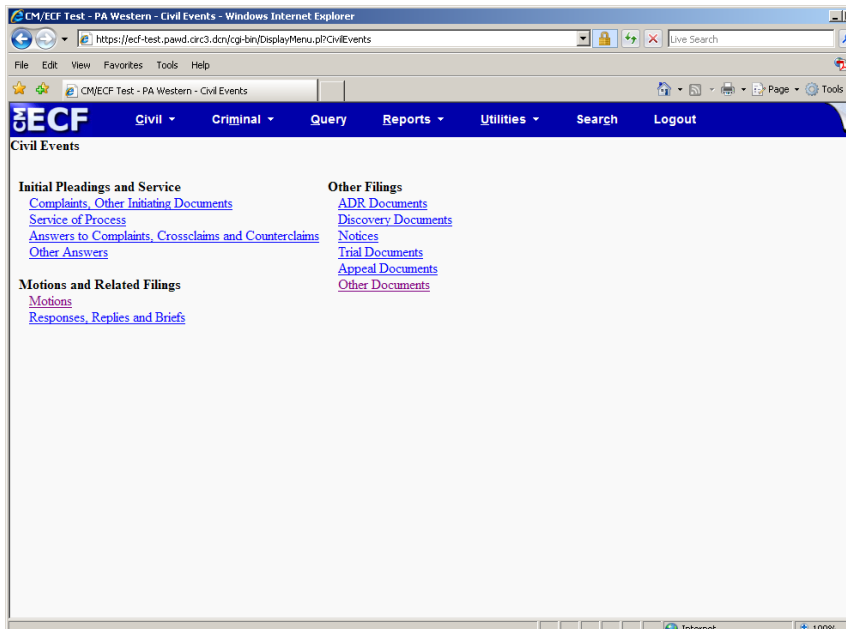 CM/ECF Test - PA Western - Civil Events - Windows Internet Explorer
https://ecf-test.pawd.circ3.dcn/cgi-bin/DisplayMenu.pl?CivilEvents
Live Search
File Edit View Favorites Tools Help
CM/ECF Test - PA Western - Civil Events
Page Tools
CM ECF Civil Criminal Query Reports Utilities Search Logout
Civil Events
Initial Pleadings and Service
Complaints, Other Initiating Documents
Service of Process
Answers to Complaints, Crossclaims and Counterclaims
Other Answers
Motions and Related Filings
Motions
Responses, Replies and Briefs
Other Filings
ADR Documents
Discovery Documents
Notices
Trial Documents
Appeal Documents
Other Documents
Internet 100%